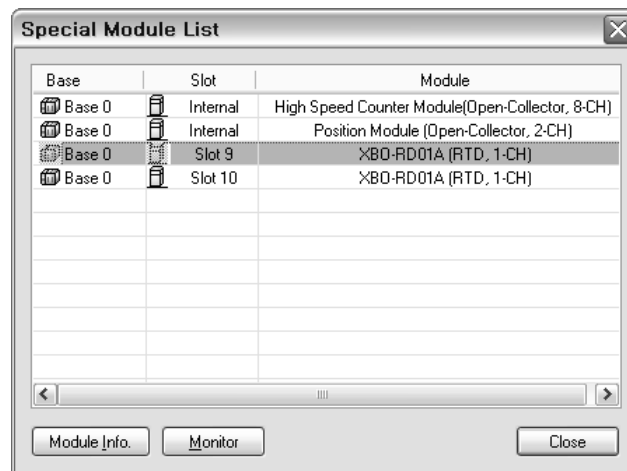 Special Module List
Base Slot Module
Base 0 Internal High Speed Counter Module(Open-Collector, 8-CH)
Base 0 Internal Position Module (Open-Collector, 2-CH)
Base 0 Slot 9 XBO-RD01A (RTD, 1-CH)
Base 0 Slot 10 XBO-RD01A (RTD, 1-CH)
Module Info. Monitor Close